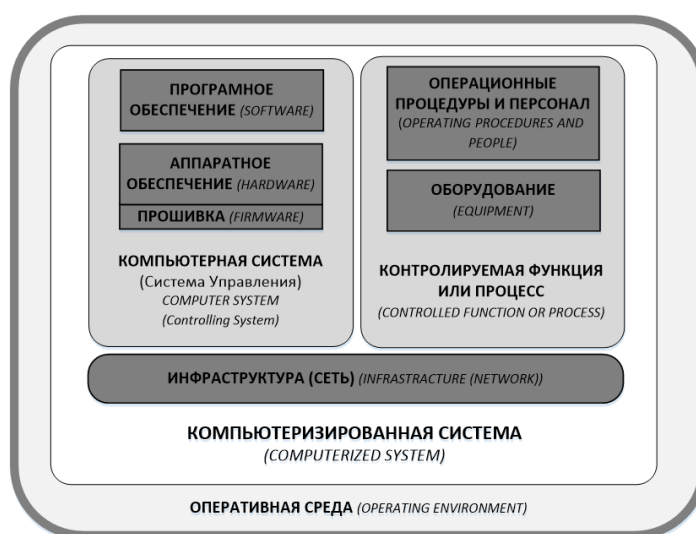 ПРОГРАМНОЕ
ОБЕСПЕЧЕНИЕ (SOFTWARE)
АППАРАТНОЕ
ОБЕСПЕЧЕНИЕ (HARDWARE)
ПРОШИВКА (FIRMWARE)
КОМПЬЮТЕРНАЯ СИСТЕМА
(Система Управления)
COMPUTER SYSTEM
(Controlling System)
ОПЕРАЦИОННЫЕ
ПРОЦЕДУРЫ И ПЕРСОНАЛ
(OPERATING PROCEDURES AND
PEOPLE)
ОБОРУДОВАНИЕ
(EQUIPMENT)
КОНТРОЛИРУЕМАЯ ФУНКЦИЯ
ИЛИ ПРОЦЕСС
(CONTROLLED FUNCTION OR PROCESS)
ИНФРАСТРУКТУРА (СЕТЬ) (INFRASTRACTURE (NETWORK))
КОМПЬЮТЕРИЗИРОВАННАЯ СИСТЕМА
(COMPUTERIZED SYSTEM)
ОПЕРАТИВНАЯ СРЕДА (OPERATING ENVIRONMENT)